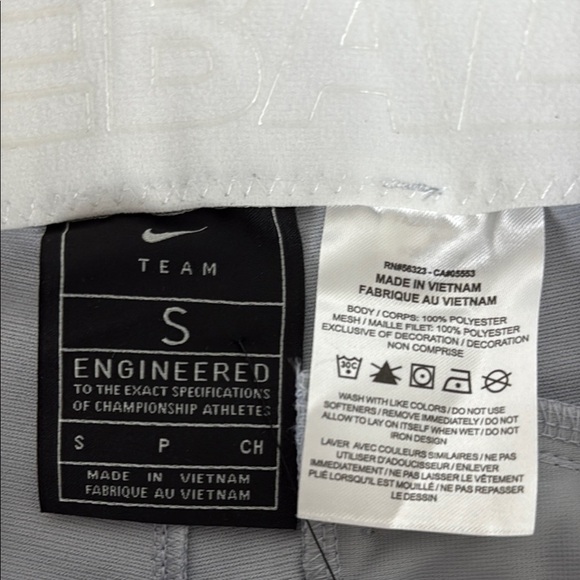 EBA
TEAM
S
ENGINEERED
TO THE EXACT SPECIFICATIONS
OF CHAMPIONSHIP ATHLETES
S P CH
MADE IN VIETNAM
FABRIQUE AU VIETNAM
RN#56323 - CA#05553
MADE IN VIETNAM
FABRIQUE AU VIETNAM
BODY / CORPS: 100% POLYESTER
MESH / MAILLE FILET: 100% POLYESTER
EXCLUSIVE OF DECORATION / DECORATION
NON COMPRISE
30C
WASH WITH LIKE COLORS / DO NOT USE
SOFTENERS / REMOVE IMMEDIATELY / DO NOT
ALLOW TO LAY ON ITSELF WHEN WET / DO NOT
IRON DESIGN
LAVER AVEC COULEURS SIMILAIRES / NE PAS
UTILISER D'ADOUCISSEUR / ENLEVER
IMMÉDIATEMENT / NE PAS LAISSER LE VÊTEMENT
PLIÉ LORSQU'IL EST MOUILLÉ / NE PAS REPASSER
LE DESSIN